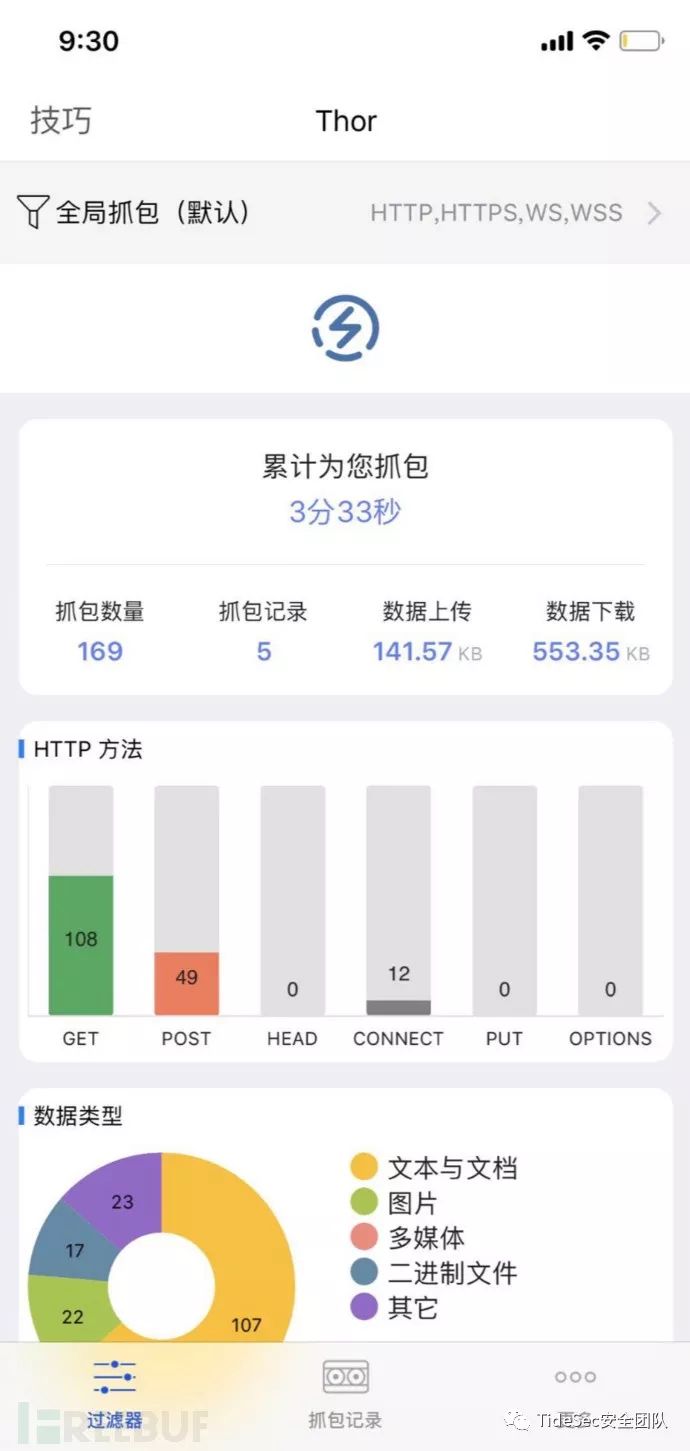 9:30
技巧
Thor
全局抓包（默认）
HTTP,HTTPS,WS,WSS
累计为您抓包
3分33秒
抓包数量 抓包记录 数据上传 数据下载
169 5 141.57 KB 553.35 KB
HTTP 方法
108 49 0 12 0 0
GET POST HEAD CONNECT PUT OPTIONS
数据类型
23
17
22
107
文本与文档
图片
多媒体
二进制文件
其它
过滤器 抓包记录 更多
FREEBUF
TideSec安全团队